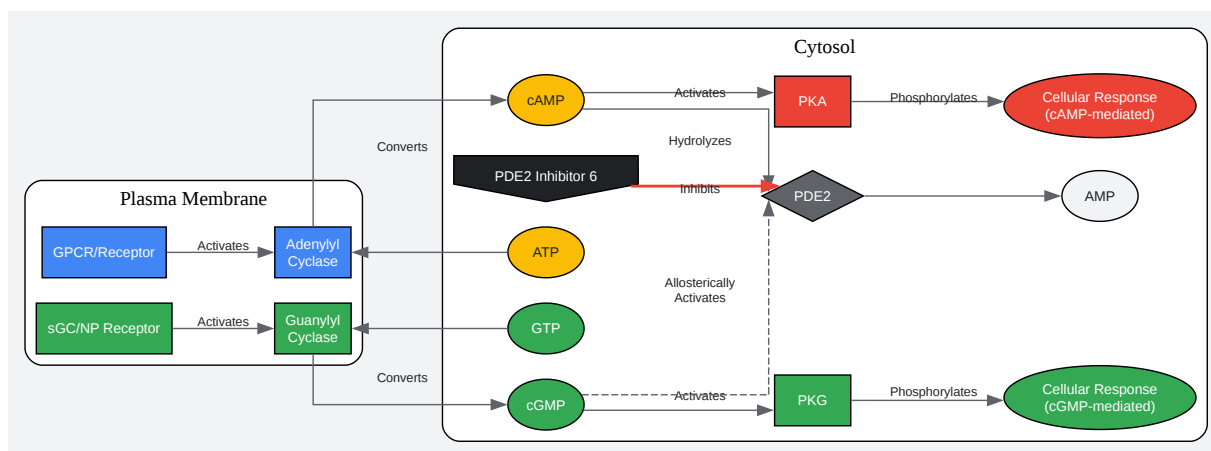 Cytosol
cAMP
Activates
PKA
Phosphorylates
Cellular Response
(cAMP-mediated)
Converts
Hydrolyzes
PDE2 Inhibitor 6
Inhibits
PDE2
AMP
Plasma Membrane
GPCR/Receptor
Activates
Adenylyl
Cyclase
ATP
Allosterically
Activates
sGC/NP Receptor
Activates
Guanylyl
Cyclase
GTP
Converts
cGMP
Activates
PKG
Phosphorylates
Cellular Response
(cGMP-mediated)